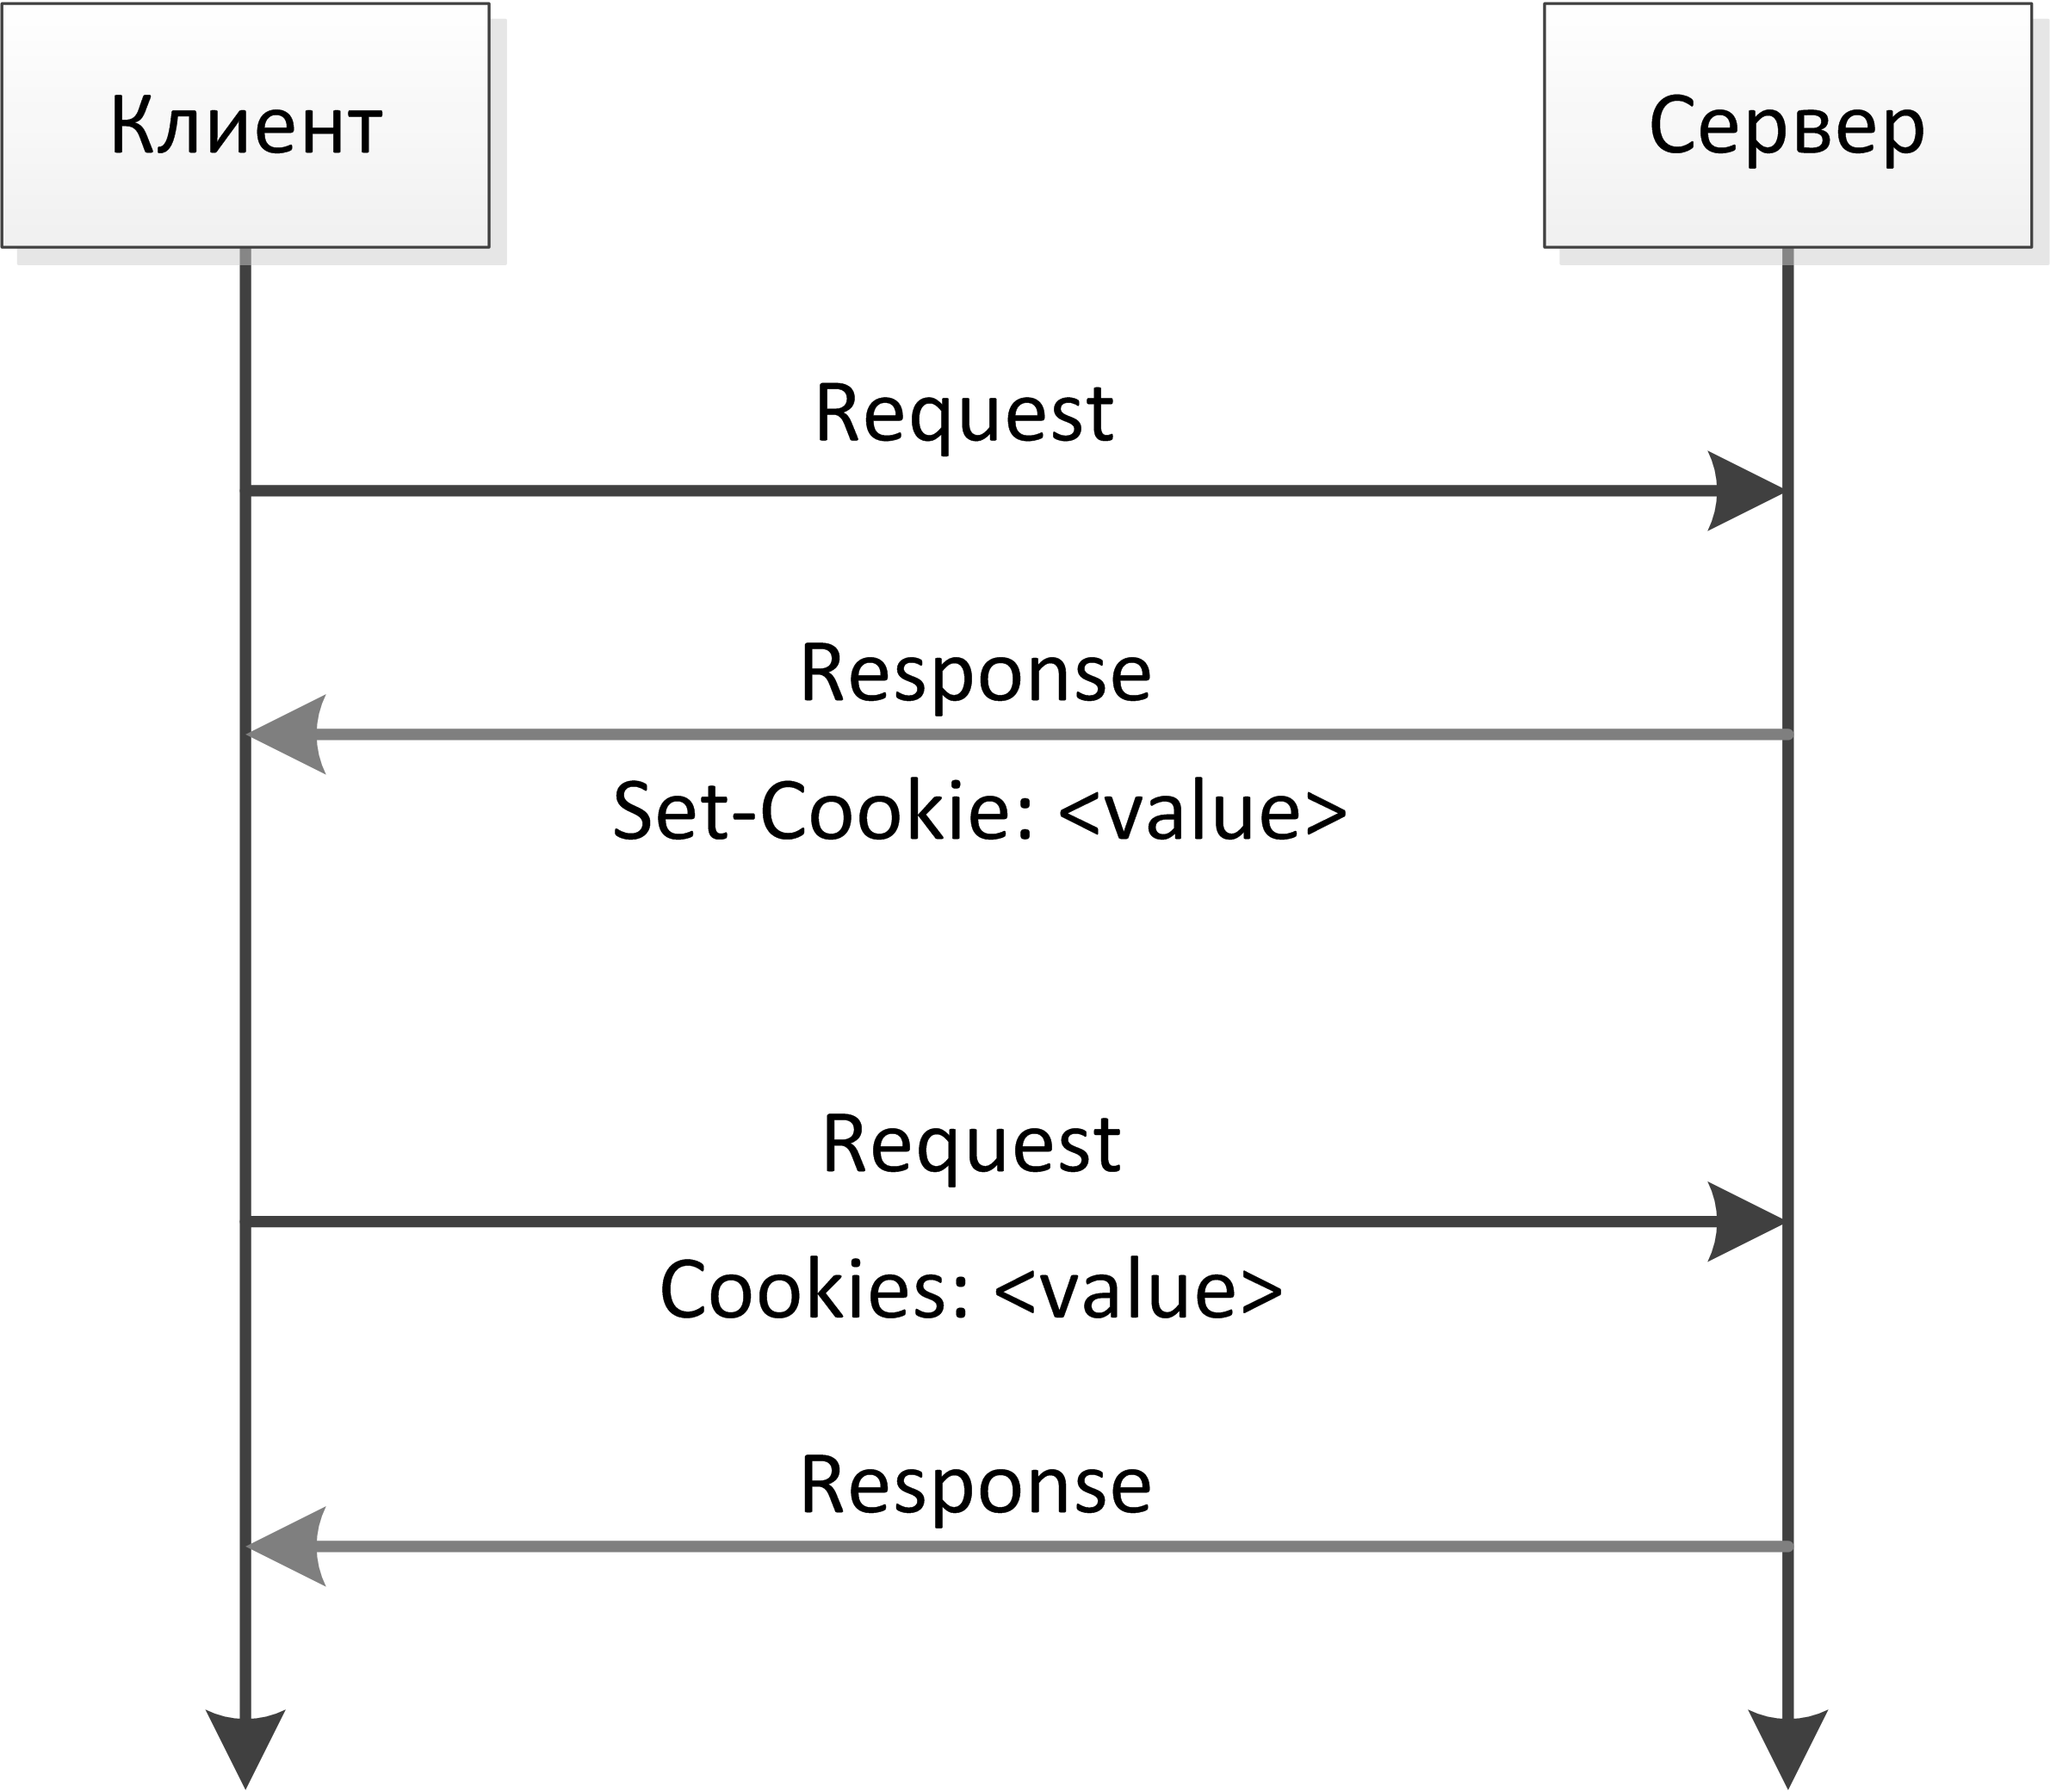 Клиент
Сервер
Request
Response
Set-Cookie: <value>
Request
Cookies: <value>
Response